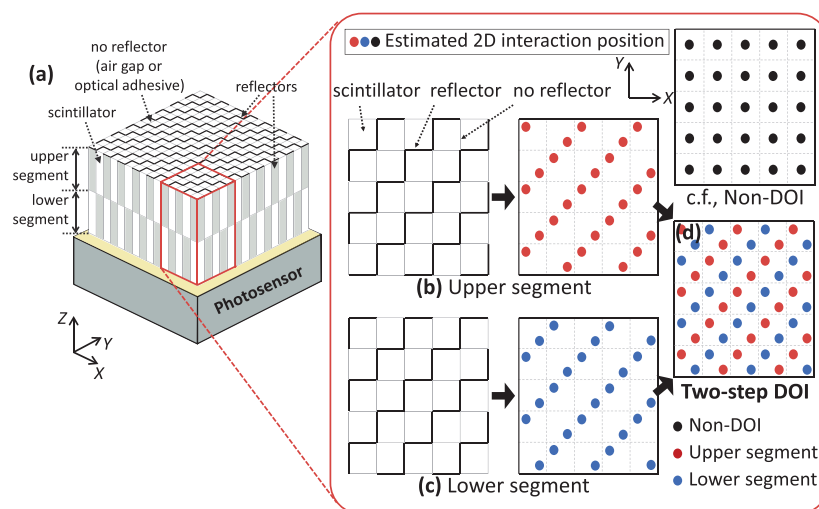 (a)
no reflector
(air gap or
optical adhesive)
reflectors
scintillator
upper
segment
lower
segment
Photosensor
Z
Y
X
Estimated 2D interaction position
Y
X
scintillator reflector no reflector
(b) Upper segment
c.f., Non-DOI
(d)
Two-step DOI
(c) Lower segment
Non-DOI
Upper segment
Lower segment